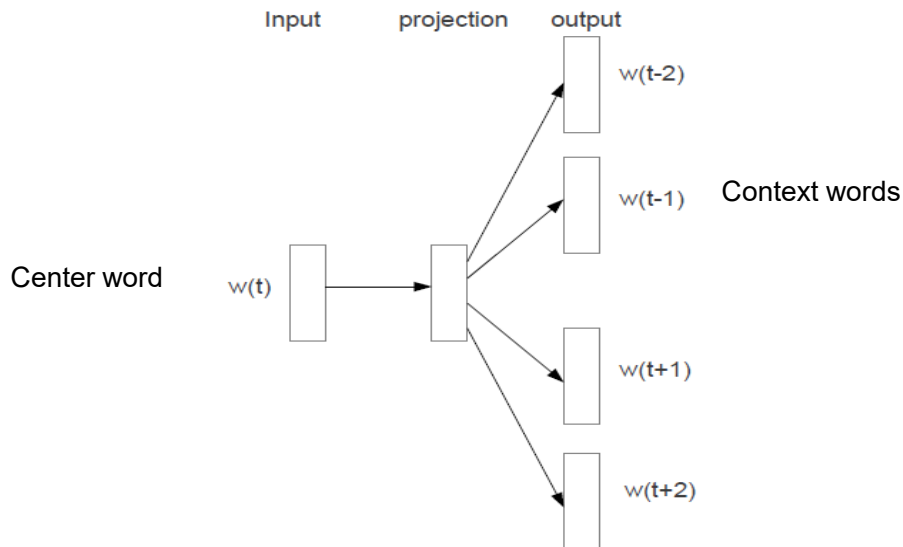 Input projection output
w(t-2)
w(t-1) Context words
Center word w(t)
w(t+1)
w(t+2)